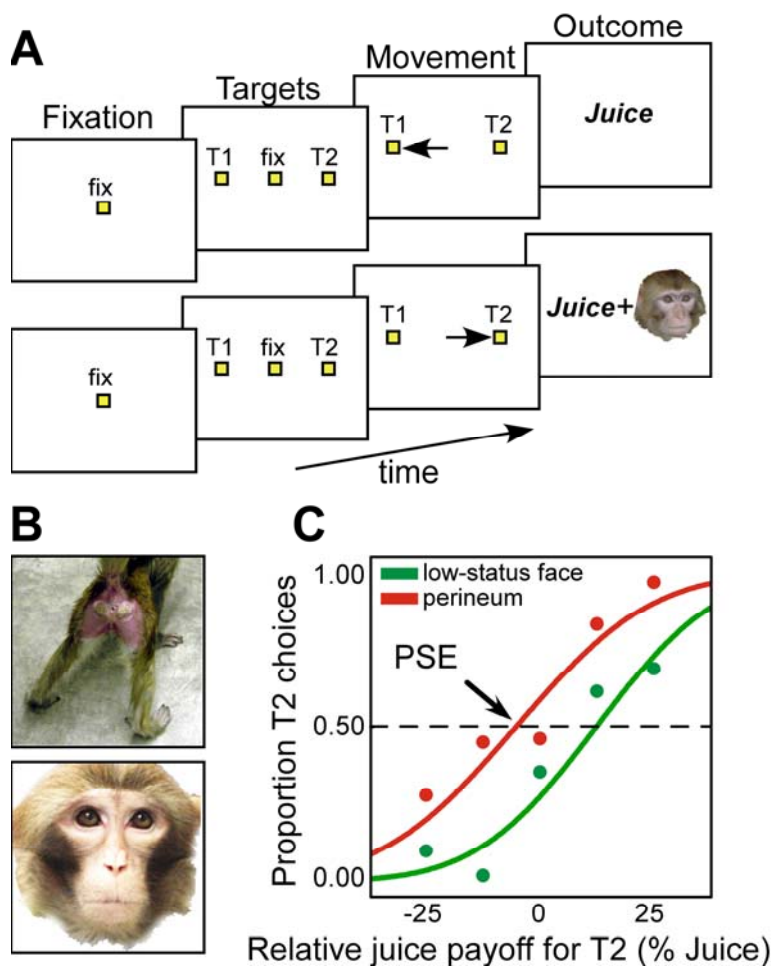 A
Fixation
Targets
Movement
Outcome
fix
T1 fix T2
T1 T2
Juice
fix
T1 fix T2
T1 T2
Juice+
time
B
C
1.00
0.50
0.00
Proportion T2 choices
low-status face
perineum
PSE
-25 0 25
Relative juice payoff for T2 (% Juice)